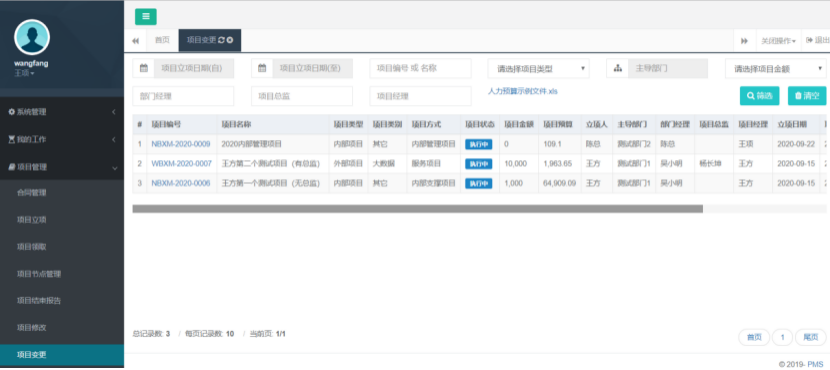 首页 项目变更 关闭操作 退出
wangfang
王项
项目立项日期(自) 项目立项日期(至) 项目编号 或 名称 请选择项目类型 主导部门 请选择项目金额
部门经理 项目总监 项目经理 人力预算示例文件.xls 筛选 清空
系统管理
我的工作
项目管理
合同管理
项目立项
项目领取
项目节点管理
项目结束报告
项目修改
项目变更
# 项目编号 项目名称 项目类型 项目类别 项目方式 项目状态 项目金额 项目预算 立项人 主导部门 部门经理 项目总监 项目经理 立项日期
1 NBXM-2020-0009 2020内部管理项目 内部项目 其它 内部管理项目 执行中 0 109.1 陈总 测试部门2 陈总 王项 2020-09-22
2 WBXM-2020-0007 王方第二个测试项目 (有总监) 外部项目 大数据 服务项目 执行中 10,000 1,963.65 王方 测试部门1 吴小明 杨长坤 王方 2020-09-15
3 NBXM-2020-0006 王方第一个测试项目 (无总监) 内部项目 其它 内部支撑项目 执行中 1,000 64,909.09 王方 测试部门1 吴小明 王方 2020-09-15
总记录数: 3 / 每页记录数: 10 / 当前页: 1/1
首页 1 尾页
© 2019- PMS